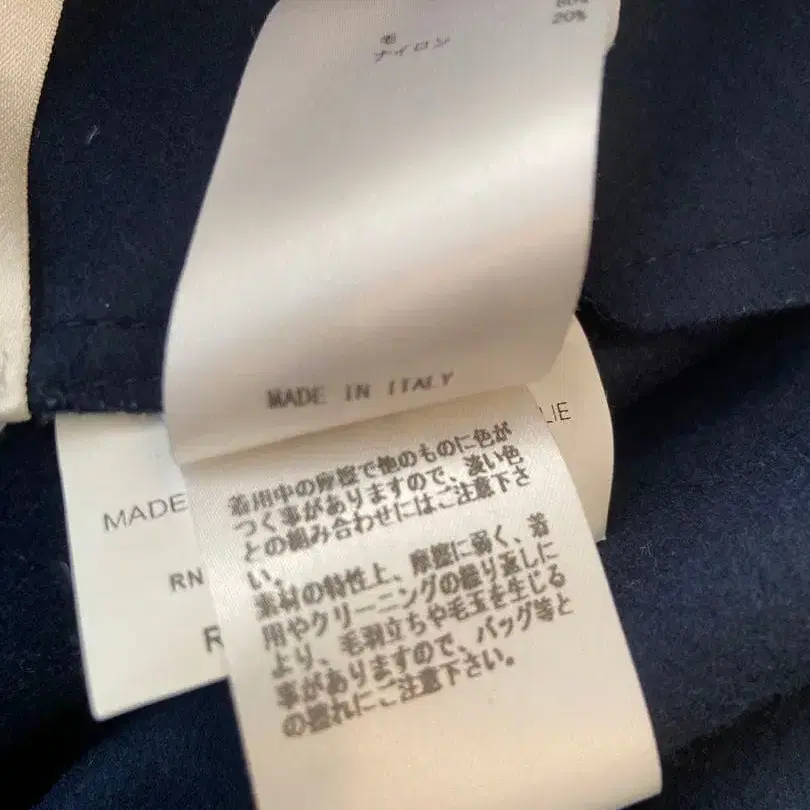 毛 80%
ナイロン 20%
MADE IN ITALY
LIE
MADE
RN
R
着用中の摩擦で他のものに色が
つく事がありますので、淡い色
との組み合わせにはご注意下さ
い。
素材の特性上、摩擦に弱く、着
用やクリーニングの繰り返しに
より、毛羽立ちや毛玉を生じる
事がありますので、バッグ等と
の擦れにご注意下さい。